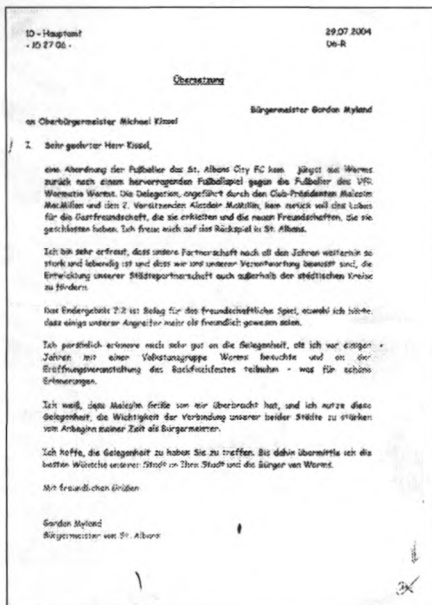 10 - Hauptamt 29.07.2004
- 10 27 06 - D6-R
Übersetzung
Bürgermeister Gordon Myland
an Oberbürgermeister Michael Kissel
I. Sehr geehrter Herr Kissel,
eine Abordnung der Fußballer des St. Albans City FC kam jüngst aus Worms
zurück nach einem hervorragenden Fußballspiel gegen die Fußballer des VfR
Wormatia Worms. Die Delegation, angeführt durch den Club-Präsidenten Malcolm
MacMillan und den 2. Vorsitzenden Alasdair McMillin, kam zurück voll des Lobes
für die Gastfreundschaft, die sie erhielten und die neuen Freundschaften, die sie
geschlossen haben. Ich freue mich auf das Rückspiel in St. Albans.
Ich bin sehr erfreut, dass unsere Partnerschaft nach all den Jahren weiterhin so
stark und lebendig ist und dass wir uns unserer Verantwortung bewusst sind, die
Entwicklung unserer Städtepartnerschaft auch außerhalb der städtischen Kreise
zu fördern.
Das Endergebnis 2:2 ist Beleg für das freundschaftliche Spiel, obwohl ich hörte,
dass einige unserer Angreifer mehr als freundlich gewesen seien.
Ich persönlich erinnere mich sehr gut an die Gelegenheit, als ich vor einigen
Jahren mit einer Volkstanzgruppe Worms besuchte und an der
Eröffnungsveranstaltung des Backfischfestes teilnahm - was für schöne
Erinnerungen.
Ich weiß, dass Malcolm Grüße von mir überbracht hat, und ich nutze diese
Gelegenheit, die Wichtigkeit der Verbindung unserer beider Städte zu stärken
vom Anbeginn meiner Zeit als Bürgermeister.
Ich hoffe, die Gelegenheit zu haben Sie zu treffen. Bis dahin übermittle ich die
besten Wünsche unserer Stadt an Ihre Stadt und die Bürger von Worms.
Mit freundlichen Grüßen
Gordon Myland
Bürgermeister von St. Albans